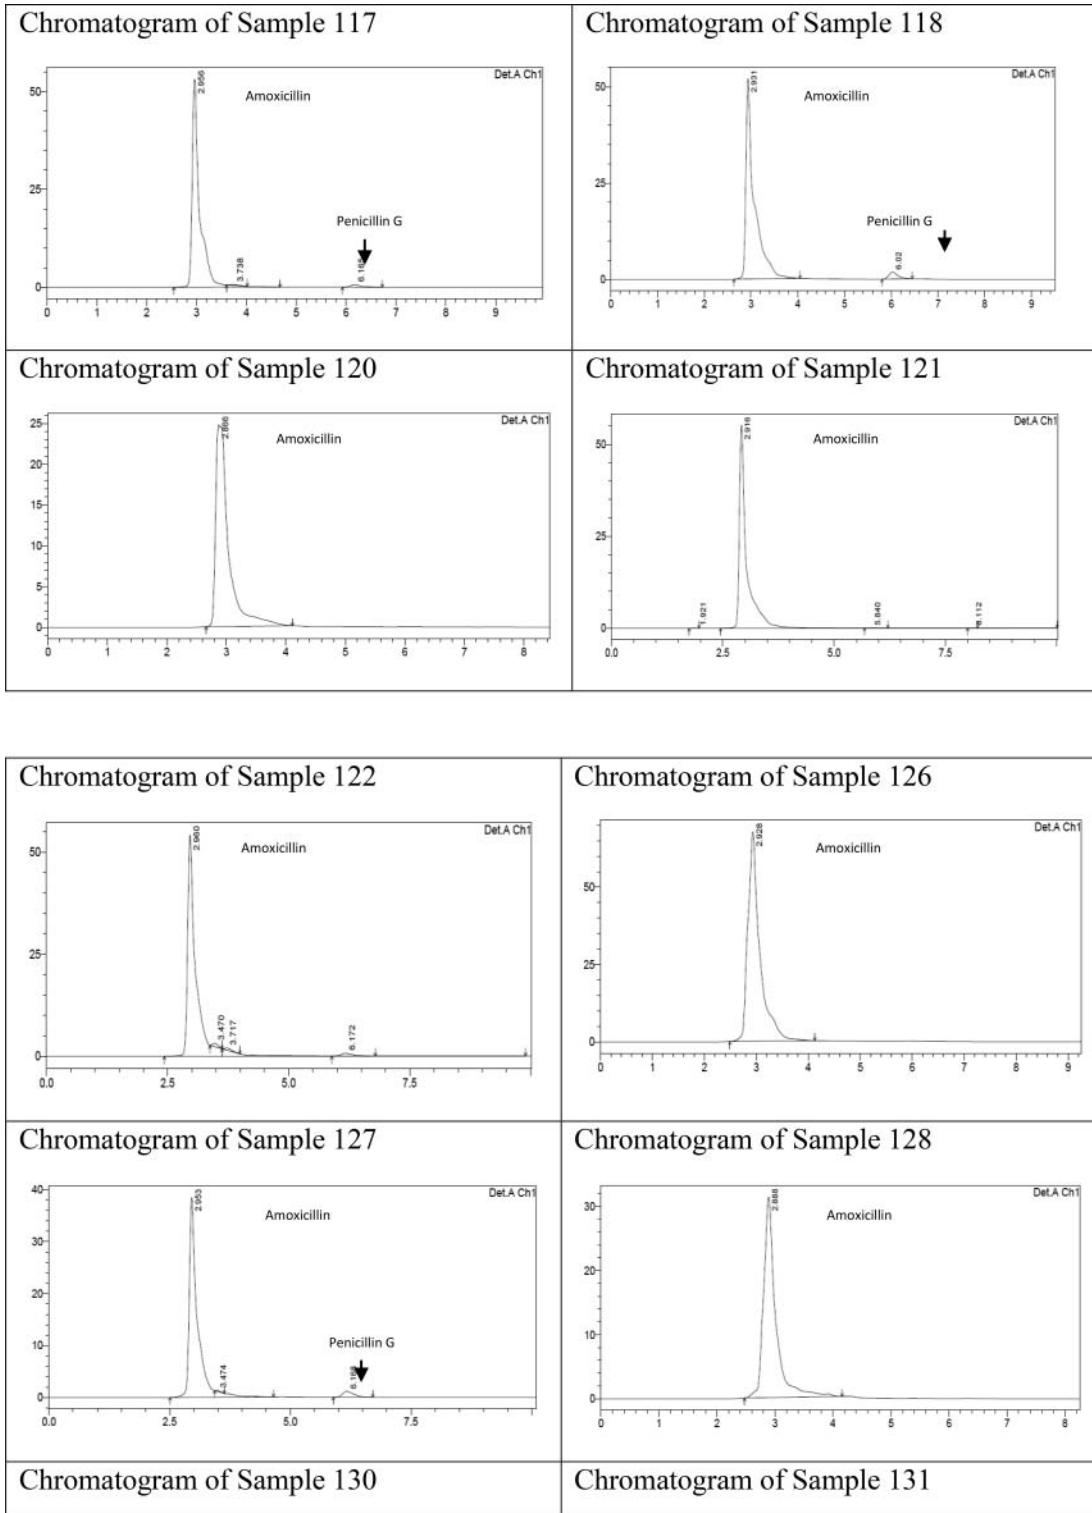 Chromatogram of Sample 117
Chromatogram of Sample 118
Det.A Ch1
2.956
Amoxicillin
50
25
0
Penicillin G
3.738
0 1 2 3 4 5 6 7 8 9
Det.A Ch1
2.931
Amoxicillin
50
25
0
Penicillin G
6.02
0 1 2 3 4 5 6 7 8 9
Chromatogram of Sample 120
Chromatogram of Sample 121
Det.A Ch1
2.866
Amoxicillin
25
20
15
10
5
0
0 1 2 3 4 5 6 7 8
Det.A Ch1
2.916
Amoxicillin
50
25
0
1.921
5.840
8.112
0.0 2.5 5.0 7.5
Chromatogram of Sample 122
Chromatogram of Sample 126
Det.A Ch1
2.960
Amoxicillin
50
25
0
3.470
3.717
6.172
0.0 2.5 5.0 7.5
Det.A Ch1
2.928
Amoxicillin
50
25
0
0 1 2 3 4 5 6 7 8 9
Chromatogram of Sample 127
Chromatogram of Sample 128
Det.A Ch1
2.953
Amoxicillin
40
30
20
10
0
Penicillin G
3.474
0.0 2.5 5.0 7.5
Det.A Ch1
2.888
Amoxicillin
30
20
10
0
0 1 2 3 4 5 6 7 8
Chromatogram of Sample 130
Chromatogram of Sample 131